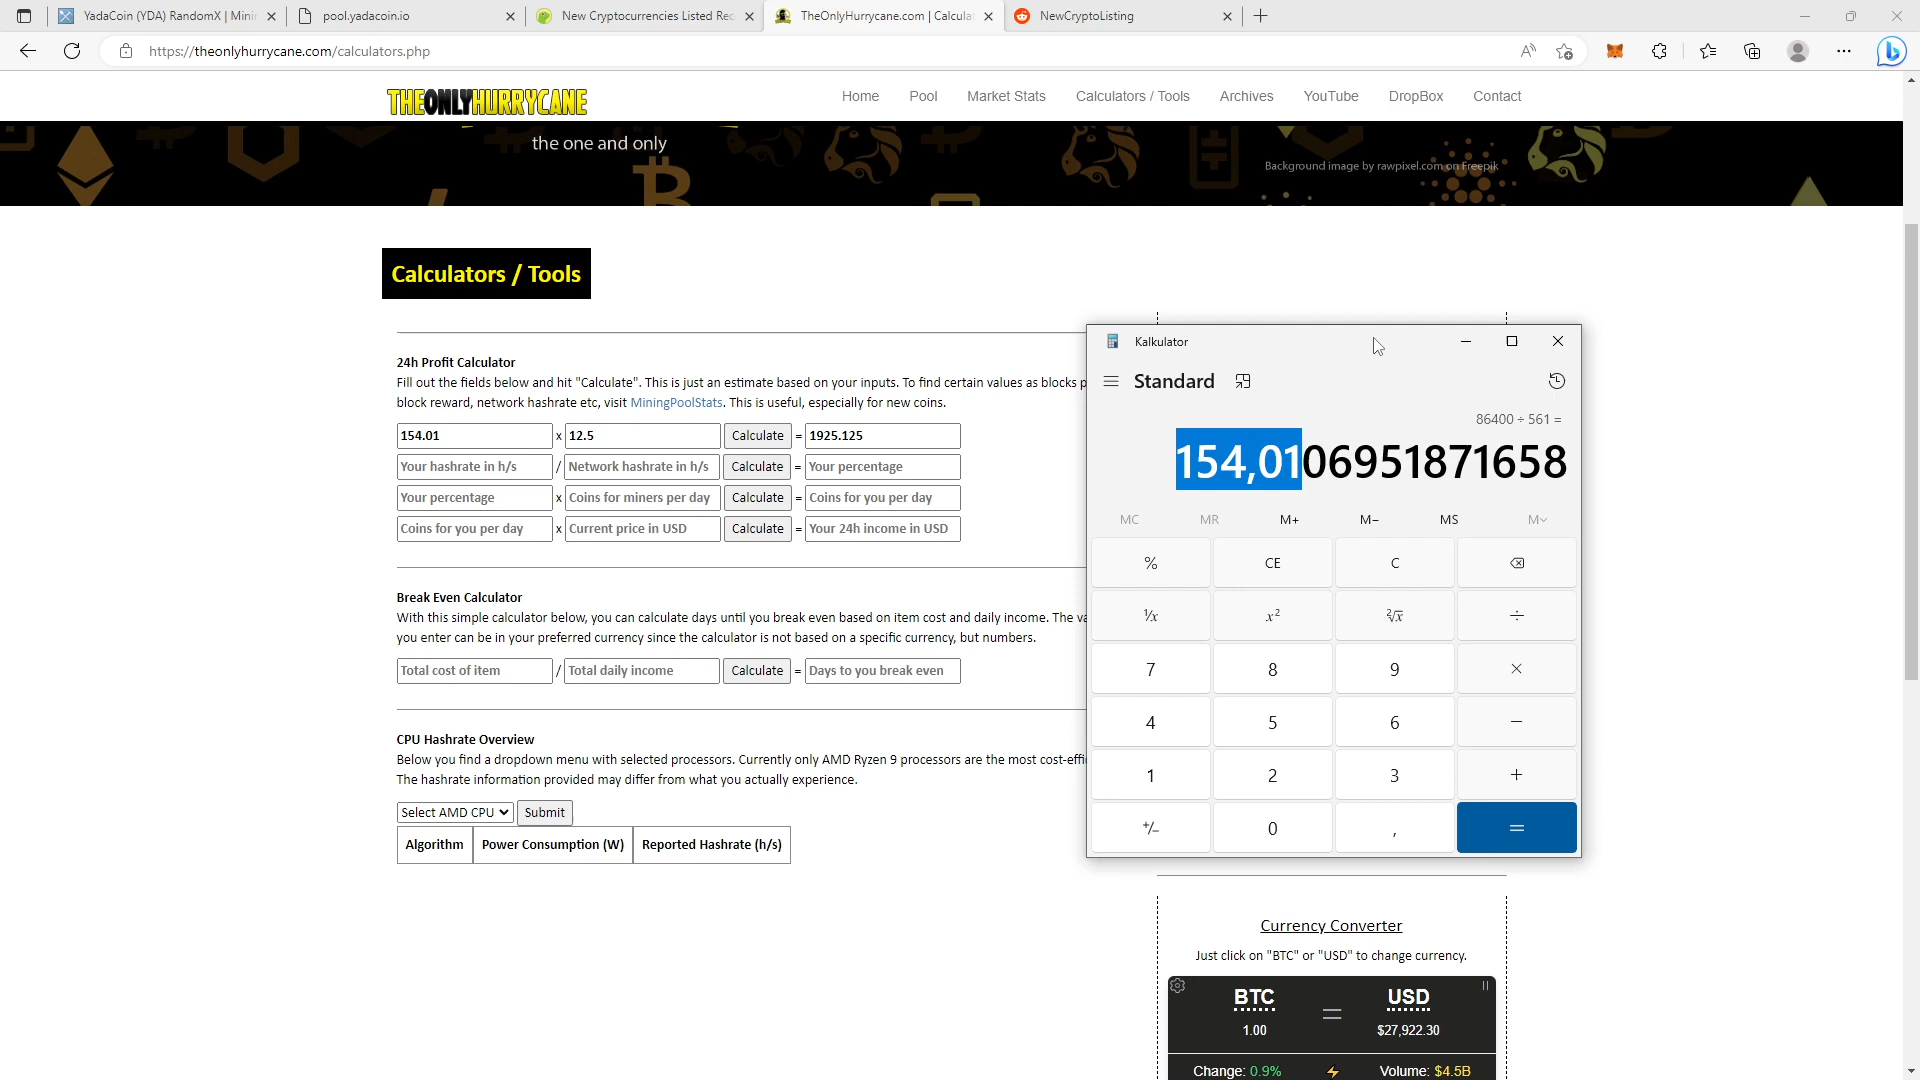 YadaCoin (YDA) RandomX | Mini
pool.yadacoin.io
New Cryptocurrencies Listed Rec
TheOnlyHurrycane.com | Calculat
NewCryptoListing
https://theonlyhurrycane.com/calculators.php
THEONLYHURRYCANE
Home
Pool
Market Stats
Calculators / Tools
Archives
YouTube
DropBox
Contact
the one and only
Background image by rawpixel.com on Freepik
Calculators / Tools
24h Profit Calculator
Fill out the fields below and hit "Calculate". This is just an estimate based on your inputs. To find certain values as blocks p
block reward, network hashrate etc, visit MiningPoolStats. This is useful, especially for new coins.
154.01 x 12.5 Calculate = 1925.125
Your hashrate in h/s / Network hashrate in h/s Calculate = Your percentage
Your percentage x Coins for miners per day Calculate = Coins for you per day
Coins for you per day x Current price in USD Calculate = Your 24h income in USD
Break Even Calculator
With this simple calculator below, you can calculate days until you break even based on item cost and daily income. The va
you enter can be in your preferred currency since the calculator is not based on a specific currency, but numbers.
Total cost of item / Total daily income Calculate = Days to you break even
CPU Hashrate Overview
Below you find a dropdown menu with selected processors. Currently only AMD Ryzen 9 processors are the most cost-effi
The hashrate information provided may differ from what you actually experience.
Select AMD CPU Submit
Algorithm Power Consumption (W) Reported Hashrate (h/s)
Kalkulator
Standard
86400 ÷ 561 =
154,0106951871658
MC MR M+ M− MS M
% CE C
¹/x x² ²√x ÷
7 8 9 ×
4 5 6 −
1 2 3 +
+/− 0 , =
Currency Converter
Just click on "BTC" or "USD" to change currency.
BTC = USD
1.00 $27,922.30
Change: 0.9% Volume: $4.5B